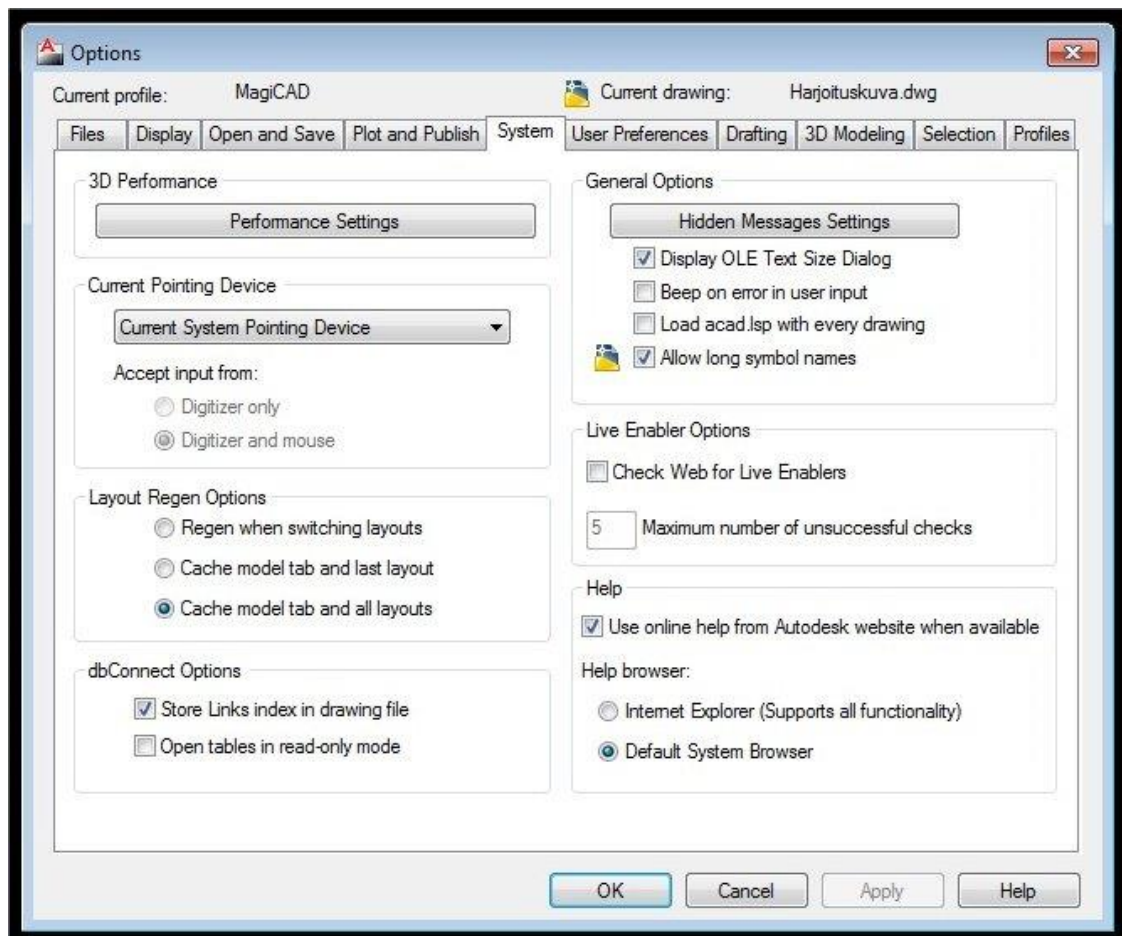 Options
Current profile: MagiCAD Current drawing: Harjoituskuva.dwg
Files Display Open and Save Plot and Publish System User Preferences Drafting 3D Modeling Selection Profiles
3D Performance
Performance Settings
Current Pointing Device
Current System Pointing Device
Accept input from:
Digitizer only
Digitizer and mouse
Layout Regen Options
Regen when switching layouts
Cache model tab and last layout
Cache model tab and all layouts
dbConnect Options
Store Links index in drawing file
Open tables in read-only mode
General Options
Hidden Messages Settings
Display OLE Text Size Dialog
Beep on error in user input
Load acad.lsp with every drawing
Allow long symbol names
Live Enabler Options
Check Web for Live Enablers
5 Maximum number of unsuccessful checks
Help
Use online help from Autodesk website when available
Help browser:
Internet Explorer (Supports all functionality)
Default System Browser
OK Cancel Apply Help